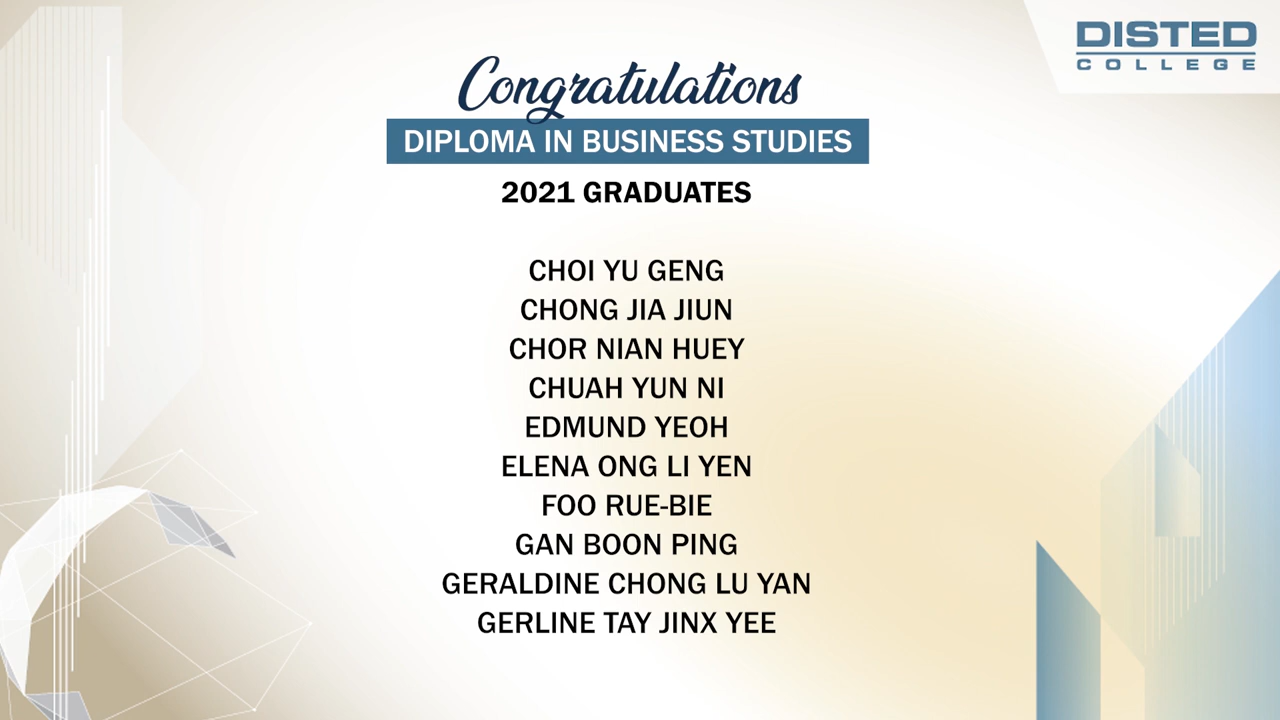 DISTED
COLLEGE
Congratulations
DIPLOMA IN BUSINESS STUDIES
2021 GRADUATES
CHOI YU GENG
CHONG JIA JIUN
CHOR NIAN HUEY
CHUAH YUN NI
EDMUND YEOH
ELENA ONG LI YEN
FOO RUE-BIE
GAN BOON PING
GERALDINE CHONG LU YAN
GERLINE TAY JINX YEE